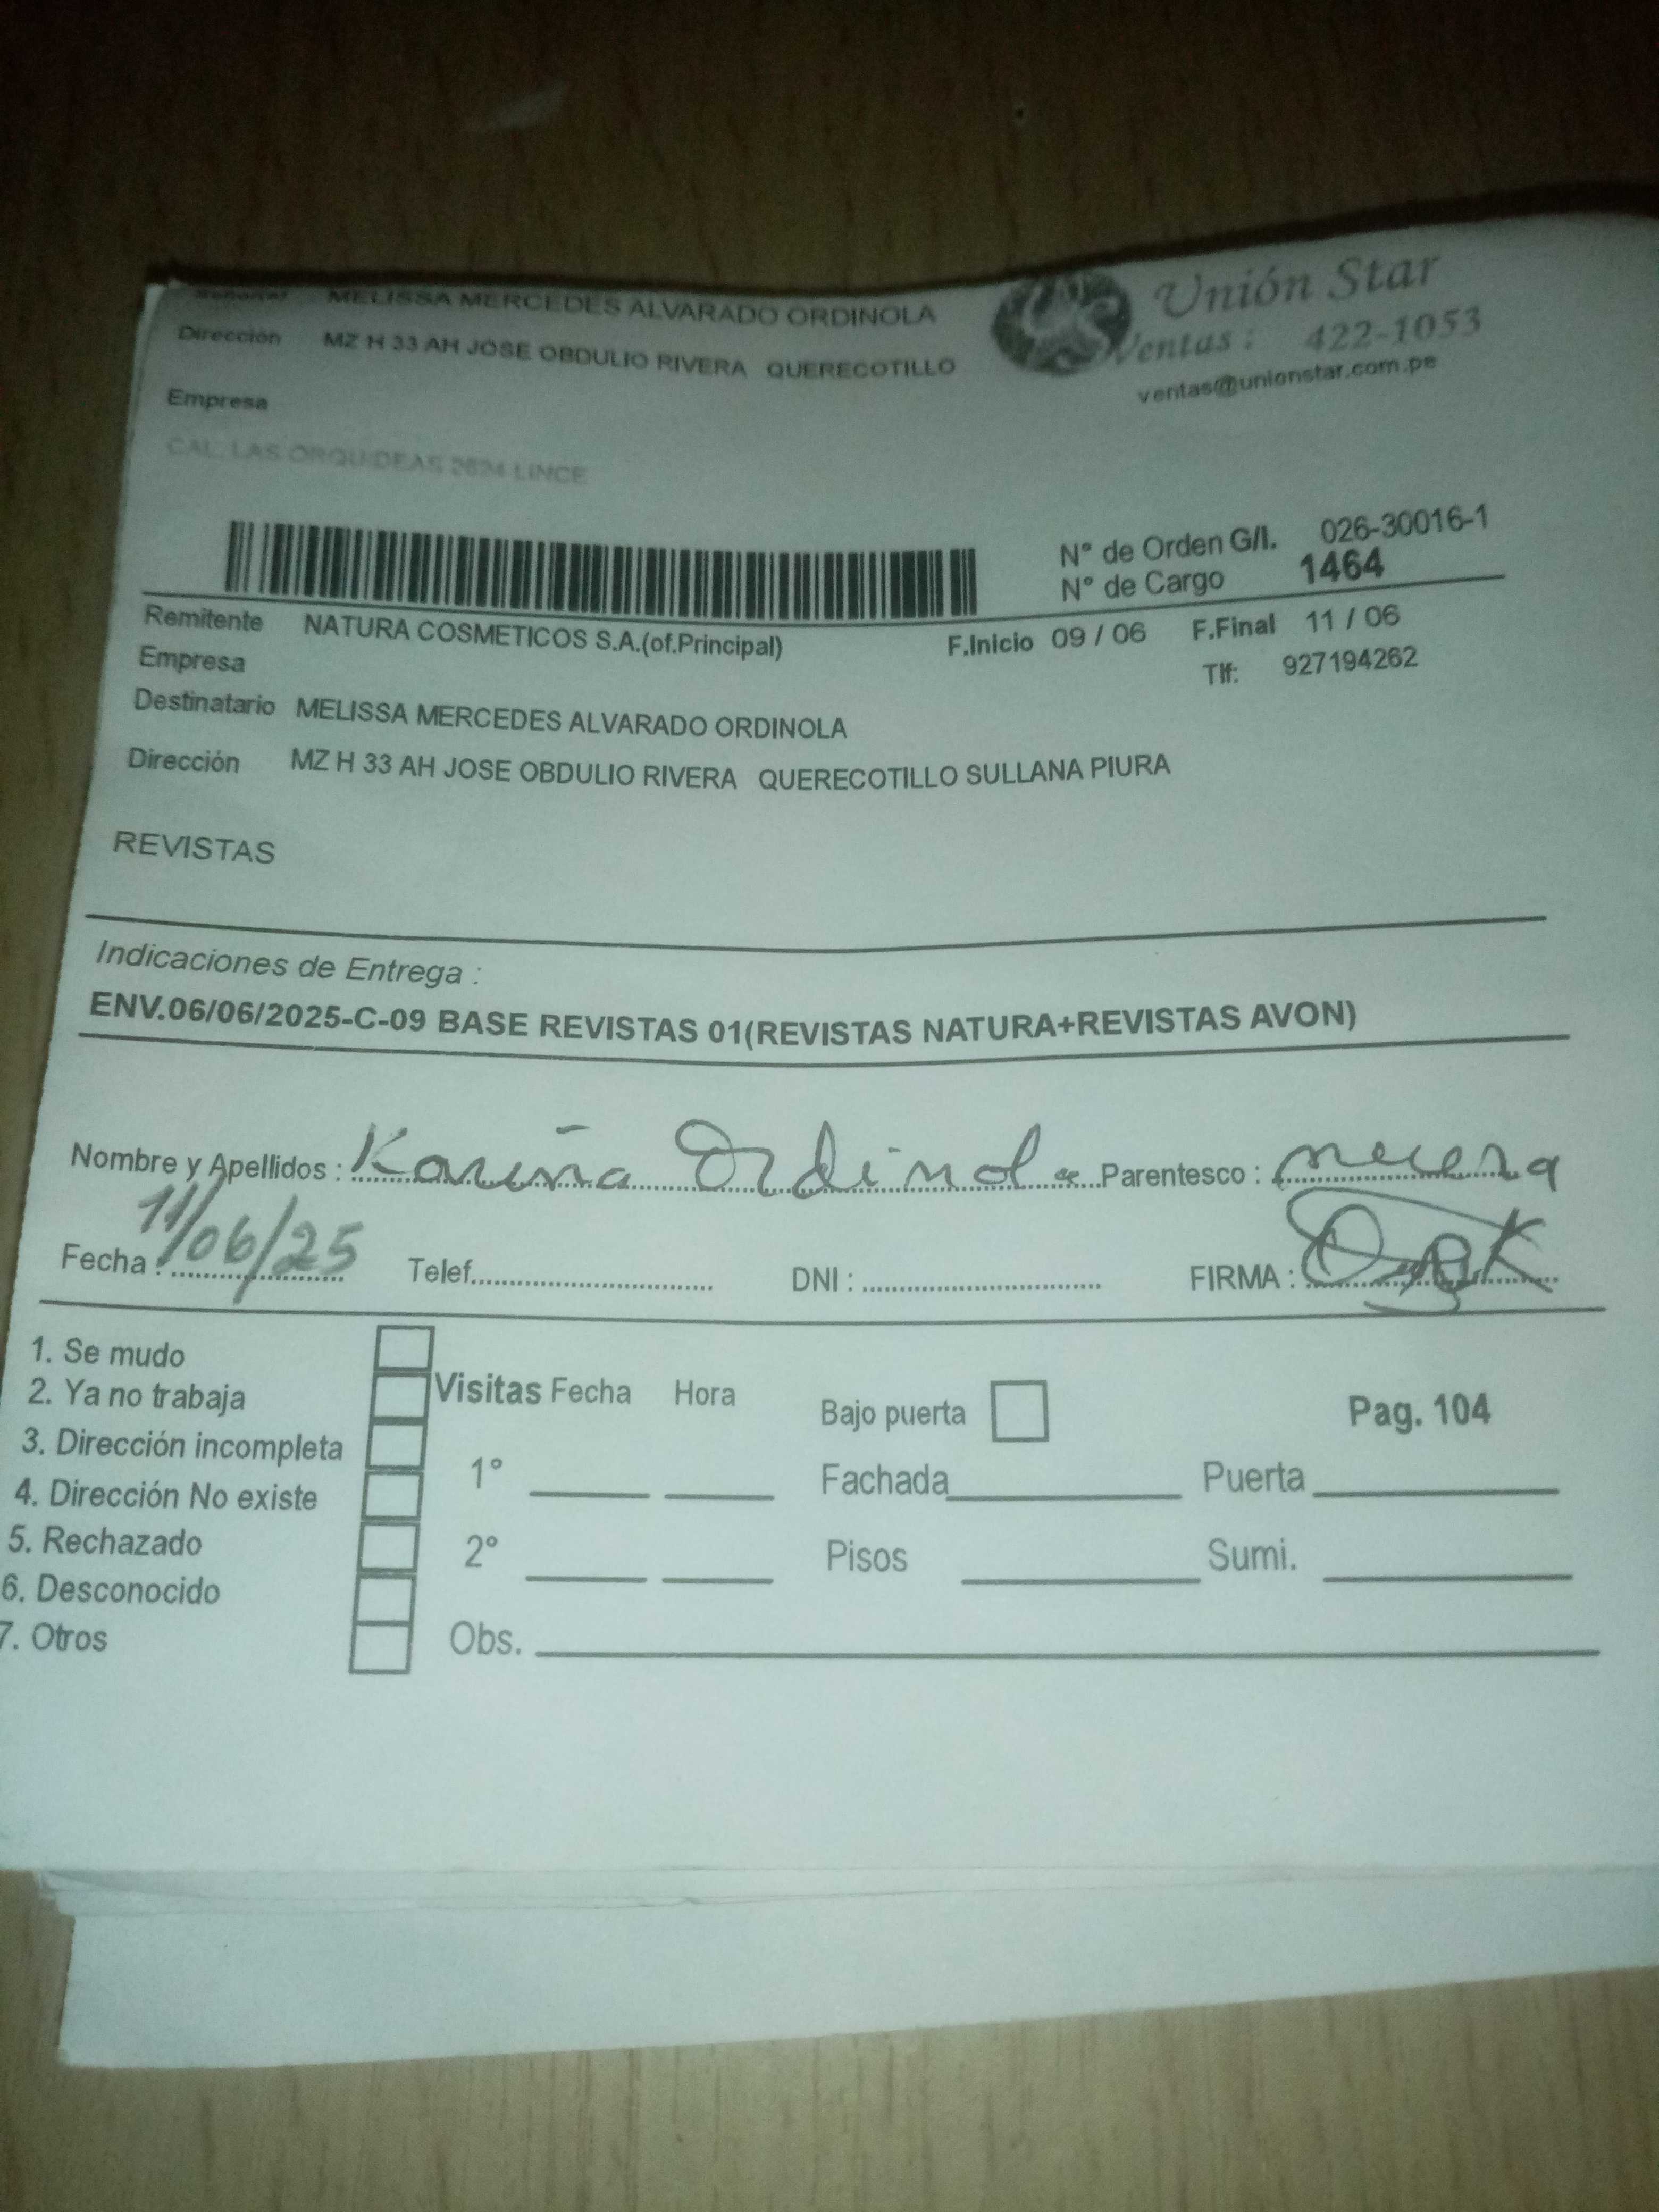 Señor(a) MELISSA MERCEDES ALVARADO ORDINOLA
Dirección MZ H 33 AH JOSE OBDULIO RIVERA QUERECOTILLO
Unión Star
Ventas : 422-1053
ventas@unionstar.com.pe
Empresa
CAL. LAS ORQUIDEAS 2624 LINCE
N° de Orden G/I. 026-30016-1
N° de Cargo 1464
Remitente NATURA COSMETICOS S.A.(of.Principal) F.Inicio 09 / 06 F.Final 11 / 06
Empresa Tlf: 927194262
Destinatario MELISSA MERCEDES ALVARADO ORDINOLA
Dirección MZ H 33 AH JOSE OBDULIO RIVERA QUERECOTILLO SULLANA PIURA
REVISTAS
Indicaciones de Entrega :
ENV.06/06/2025-C-09 BASE REVISTAS 01(REVISTAS NATURA+REVISTAS AVON)
Nombre y Apellidos : Karina Ordinola Parentesco :
Fecha : 11/06/25 Telef. DNI : FIRMA :
1. Se mudo
2. Ya no trabaja Visitas Fecha Hora Bajo puerta Pag. 104
3. Dirección incompleta
1° Fachada Puerta
4. Dirección No existe
5. Rechazado 2° Pisos Sumi.
6. Desconocido
7. Otros Obs.